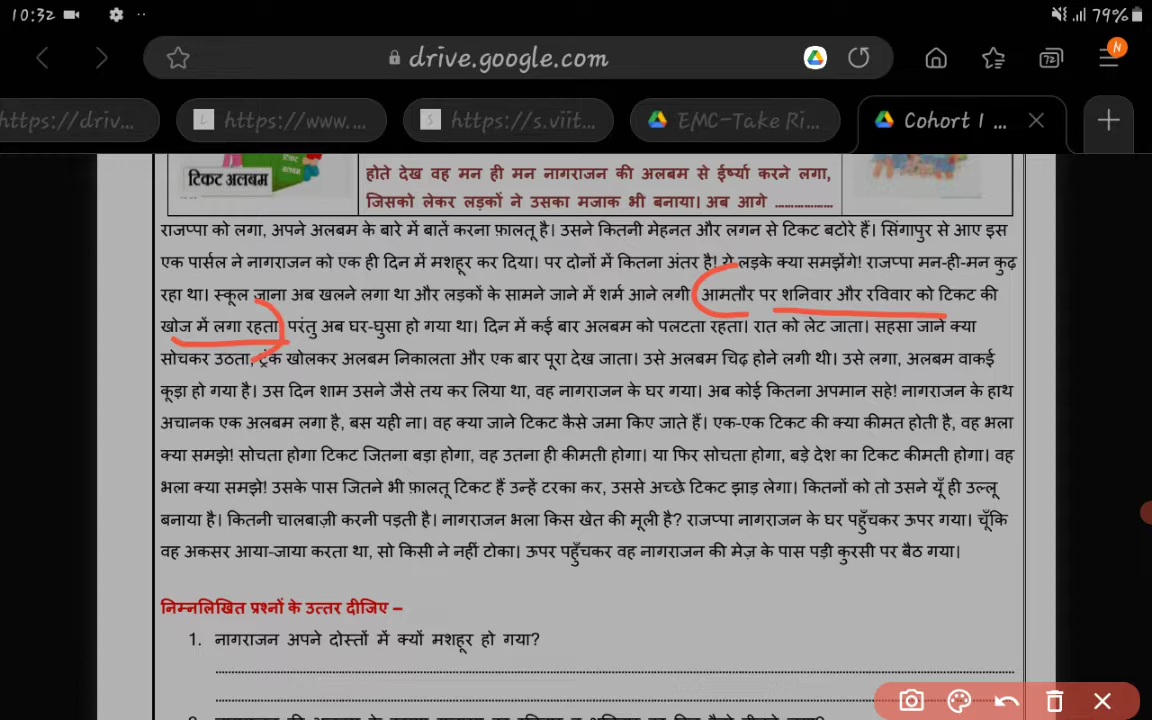 10:32
79%
drive.google.com
72
N
https://driv...
L https://www....
S https://s.viit...
EMC-Take Ri...
Cohort I ...
होते देख वह मन ही मन नागराजन की अलबम से ईर्ष्या करने लगा,
टिकट अलबम
जिसको लेकर लड़कों ने उसका मजाक भी बनाया। अब आगे ..................
राजप्पा को लगा, अपने अलबम के बारे में बातें करना फ़ालतू है। उसने कितनी मेहनत और लगन से टिकट बटोरे हैं। सिंगापुर से आए इस
एक पार्सल ने नागराजन को एक ही दिन में मशहूर कर दिया। पर दोनों में कितना अंतर है! ये लड़के क्या समझेंगे! राजप्पा मन-ही-मन कुढ़
रहा था। स्कूल जाना अब खलने लगा था और लड़कों के सामने जाने में शर्म आने लगी आमतौर पर शनिवार और रविवार को टिकट की
खोज में लगा रहता परंतु अब घर-घुसा हो गया था। दिन में कई बार अलबम को पलटता रहता। रात को लेट जाता। सहसा जाने क्या
सोचकर उठता, ट्रंक खोलकर अलबम निकालता और एक बार पूरा देख जाता। उसे अलबम चिढ़ होने लगी थी। उसे लगा, अलबम वाकई
कूड़ा हो गया है। उस दिन शाम उसने जैसे तय कर लिया था, वह नागराजन के घर गया। अब कोई कितना अपमान सहे! नागराजन के हाथ
अचानक एक अलबम लगा है, बस यही ना। वह क्या जाने टिकट कैसे जमा किए जाते हैं। एक-एक टिकट की क्या कीमत होती है, वह भला
क्या समझे! सोचता होगा टिकट जितना बड़ा होगा, वह उतना ही कीमती होगा। या फिर सोचता होगा, बड़े देश का टिकट कीमती होगा। वह
भला क्या समझे! उसके पास जितने भी फ़ालतू टिकट हैं उन्हें टरका कर, उससे अच्छे टिकट झाड़ लेगा। कितनों को तो उसने यूँ ही उल्लू
बनाया है। कितनी चालबाज़ी करनी पड़ती है। नागराजन भला किस खेत की मूली है? राजप्पा नागराजन के घर पहुँचकर ऊपर गया। चूँकि
वह अकसर आया-जाया करता था, सो किसी ने नहीं टोका। ऊपर पहुँचकर वह नागराजन की मेज़ के पास पड़ी कुरसी पर बैठ गया।
निम्नलिखित प्रश्नों के उत्तर दीजिए –
1. नागराजन अपने दोस्तों में क्यों मशहूर हो गया?